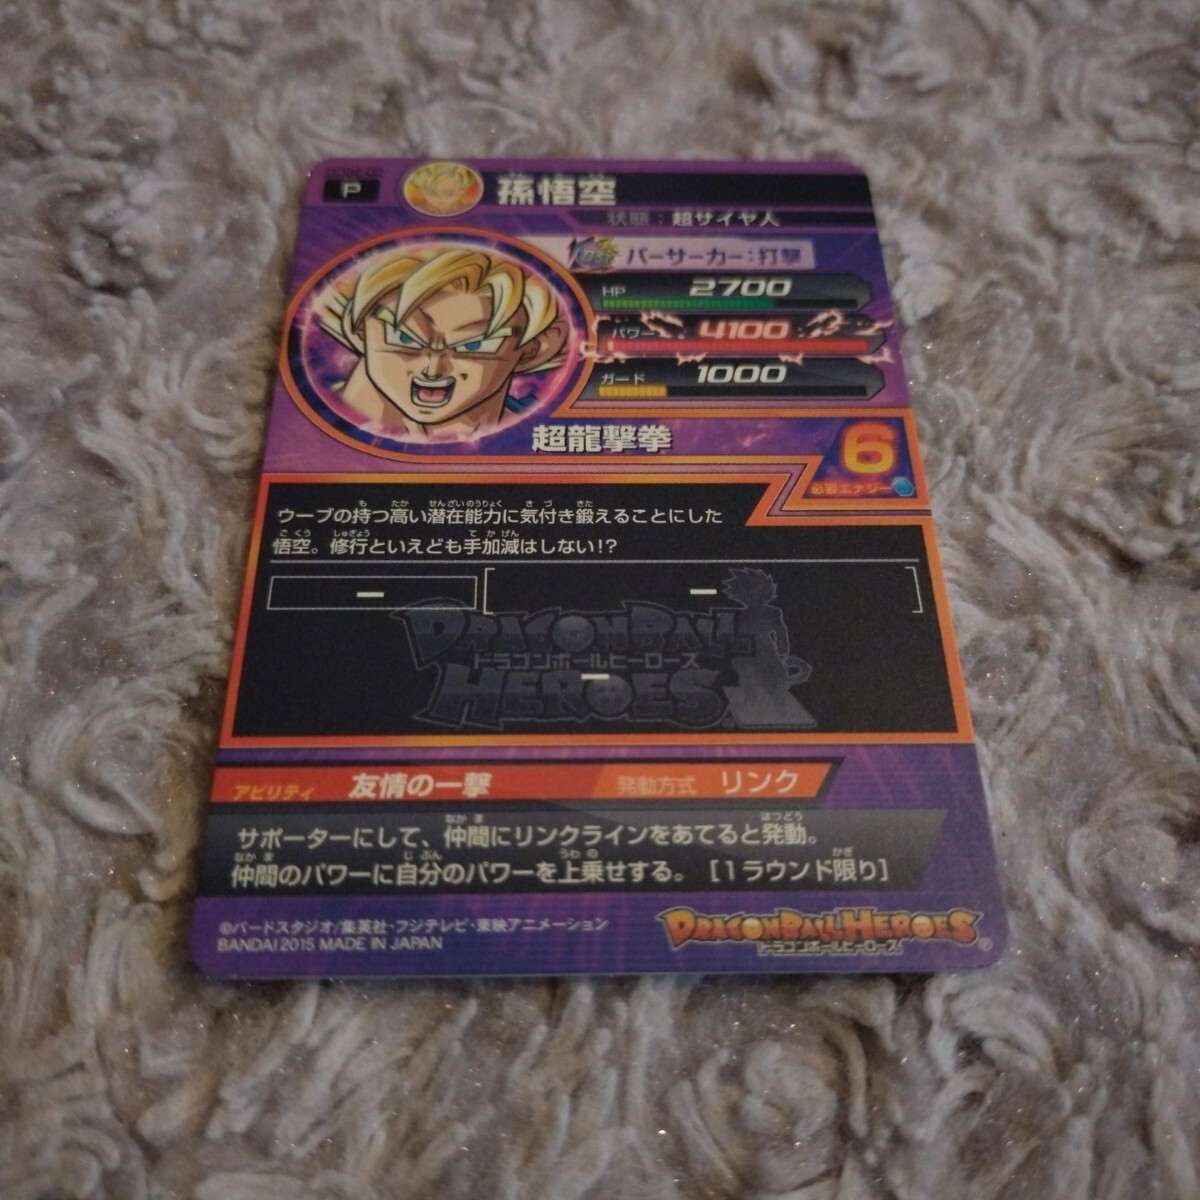 P
孫悟空
状態：超サイヤ人
バーサーカー：打撃
HP 2700
パワー 4100
ガード 1000
超龍撃拳
6
必要エナジー
ウーブの持つ高い潜在能力に気付き鍛えることにした
悟空。修行といえども手加減はしない!?
ー
ー
DRAGONBALL
ドラゴンボールヒーローズ
HEROES
ー
アビリティ 友情の一撃 発動方式 リンク
サポーターにして、仲間にリンクラインをあてると発動。
仲間のパワーに自分のパワーを上乗せする。［1ラウンド限り］
©バードスタジオ/集英社・フジテレビ・東映アニメーション
BANDAI 2015 MADE IN JAPAN
DRAGONBALL HEROES
ドラゴンボールヒーローズ
®